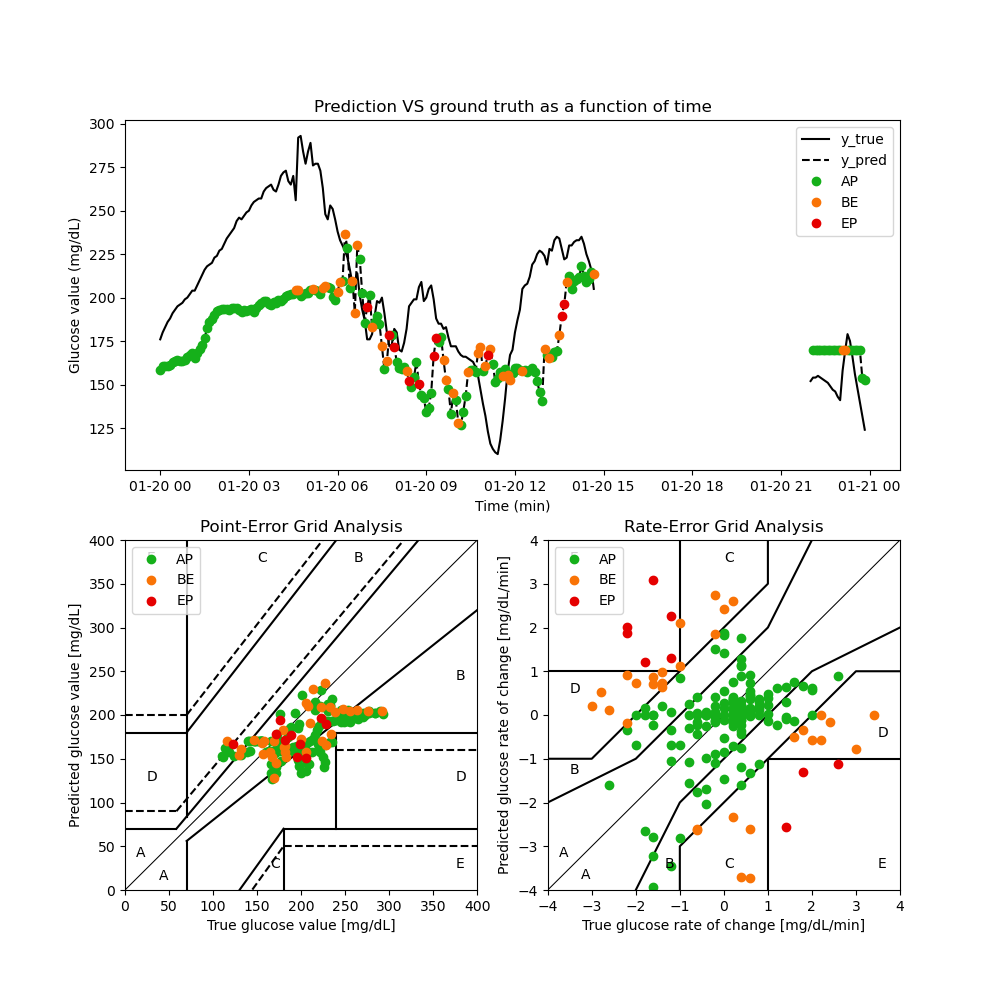 Prediction VS ground truth as a function of time
Glucose value (mg/dL)
300
275
250
225
200
175
150
125
y_true
y_pred
AP
BE
EP
01-20 00 01-20 03 01-20 06 01-20 09 01-20 12 01-20 15 01-20 18 01-20 21 01-21 00
Time (min)
Point-Error Grid Analysis
Predicted glucose value [mg/dL]
400
350
300
250
200
150
100
50
0
AP
BE
EP
C
B
B
D
D
A
A
C
E
0 50 100 150 200 250 300 350 400
True glucose value [mg/dL]
Rate-Error Grid Analysis
Predicted glucose rate of change [mg/dL/min]
4
3
2
1
0
−1
−2
−3
−4
AP
BE
EP
C
D
D
B
A
A
B
C
E
−4 −3 −2 −1 0 1 2 3 4
True glucose rate of change [mg/dL/min]